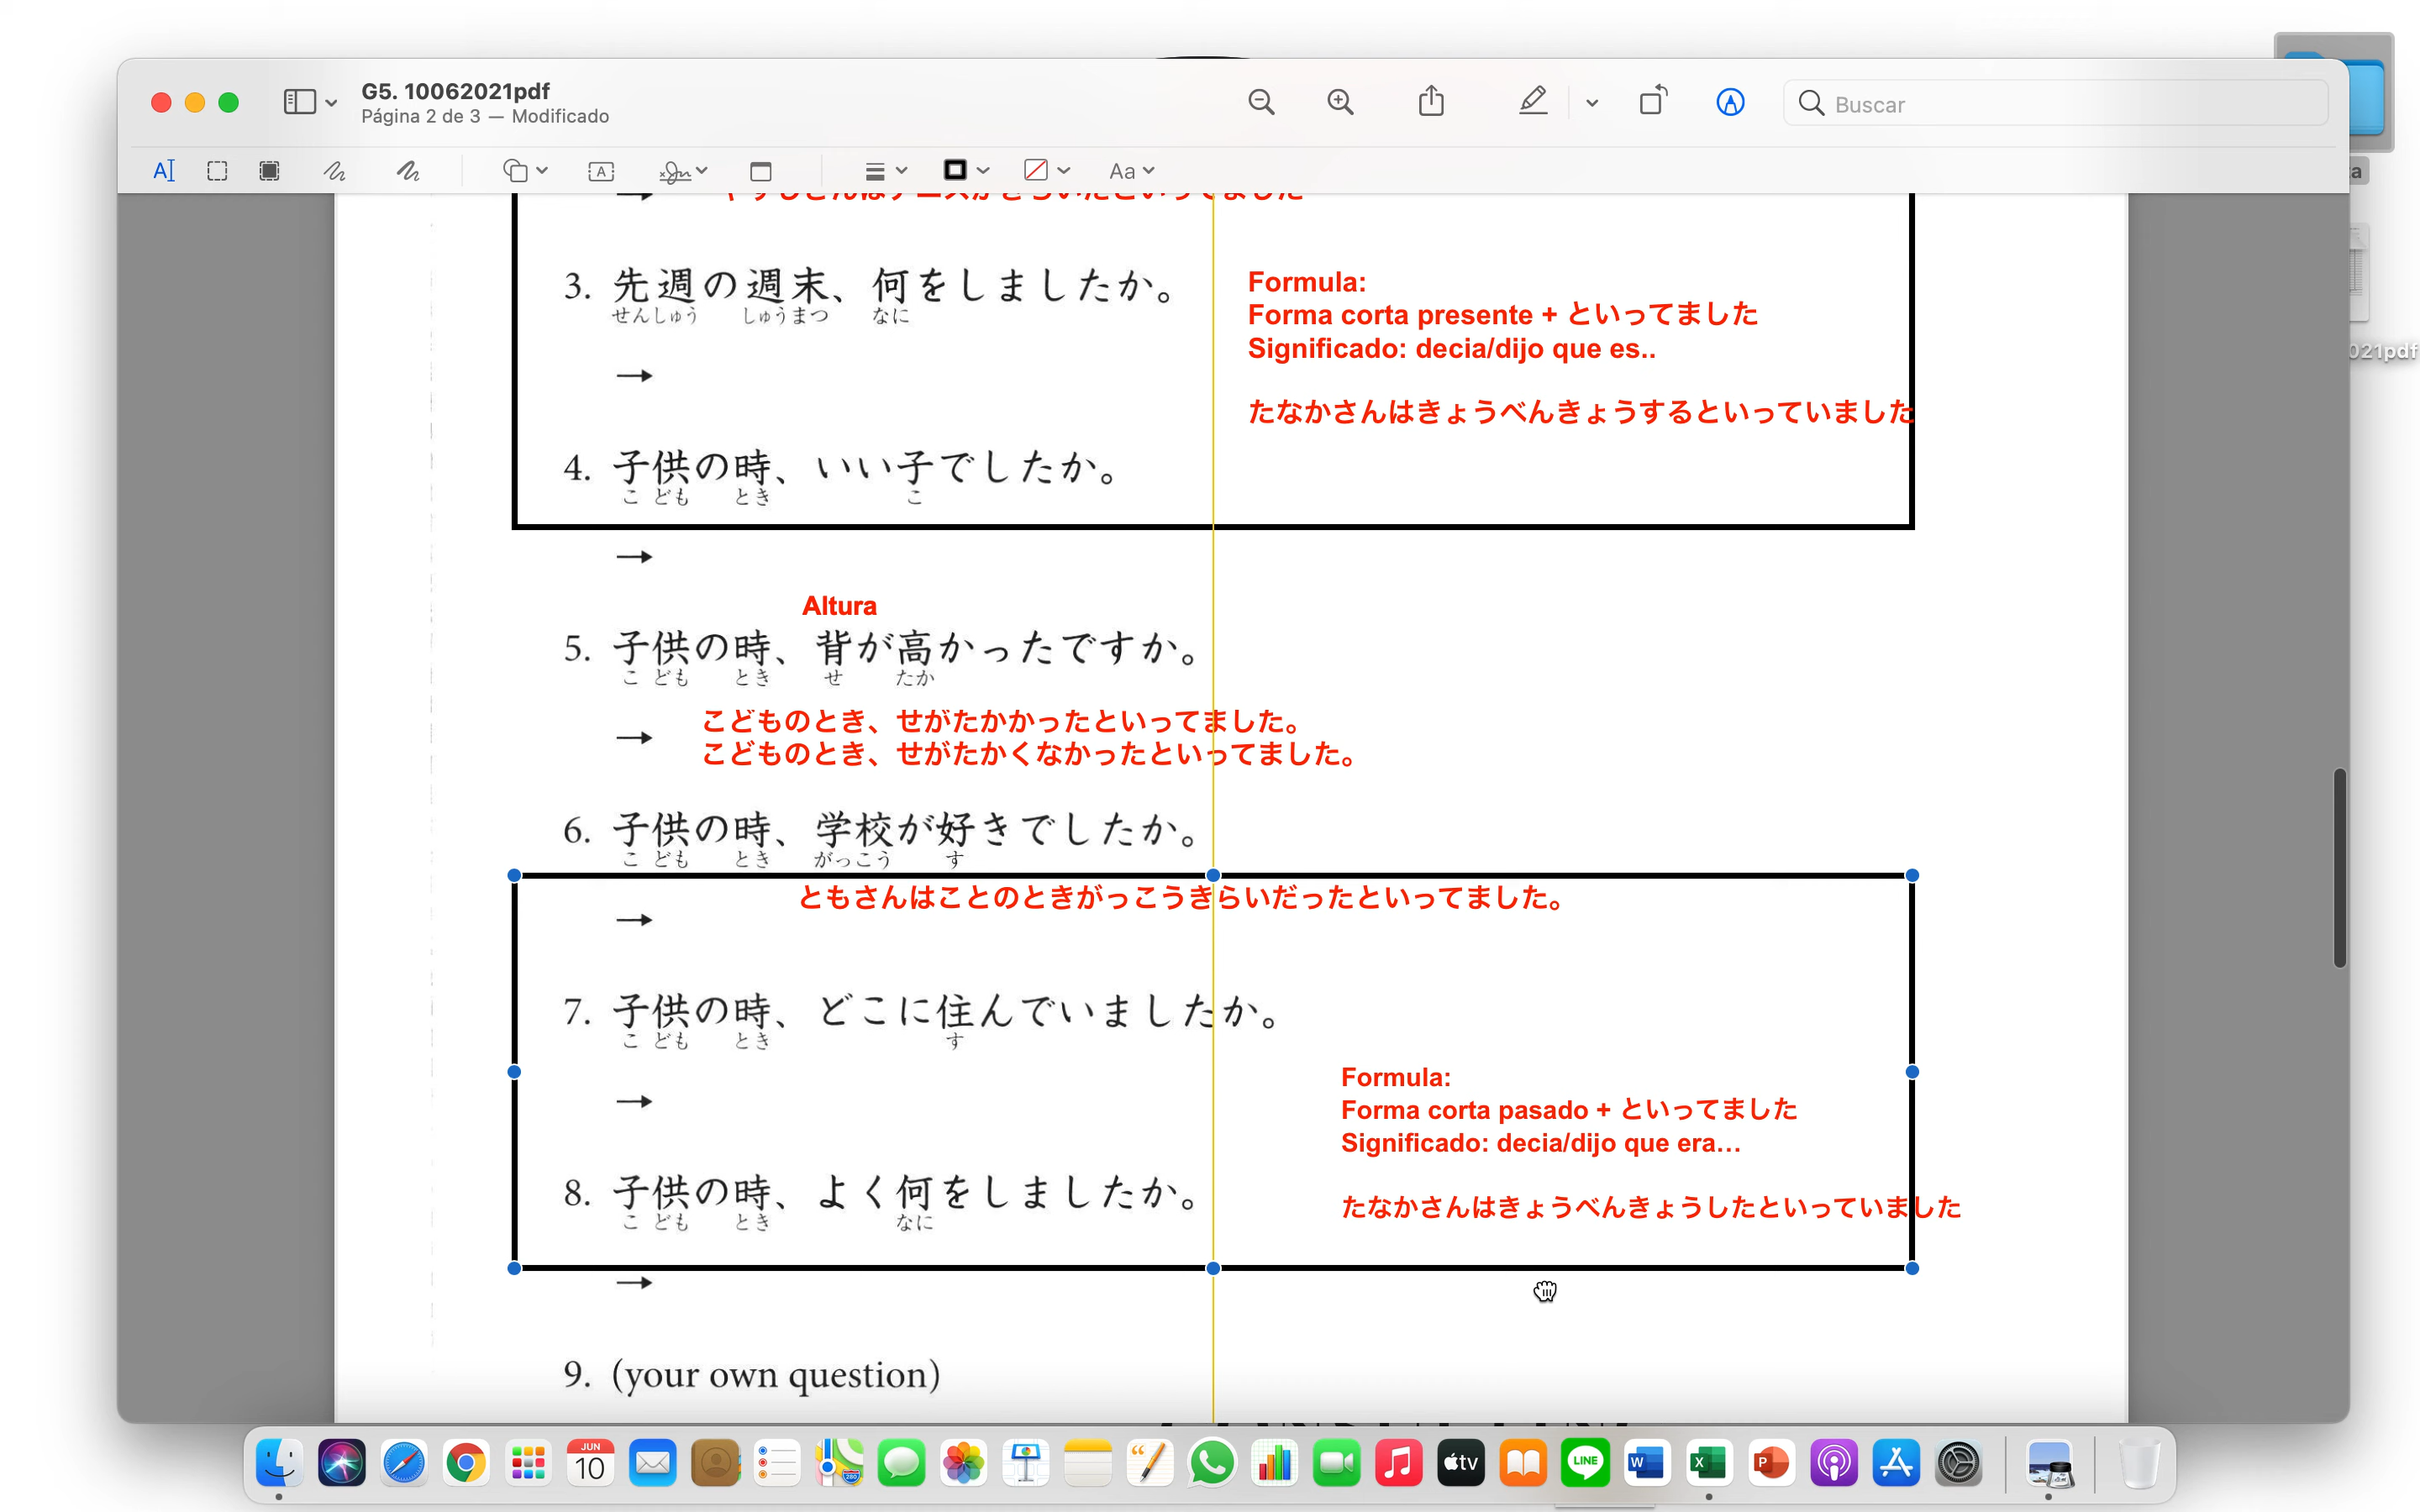 G5. 10062021pdf
Página 2 de 3 — Modificado
Buscar
Aa
3. 先週の週末、何をしましたか。
せんしゅう しゅうまつ なに
→
Formula:
Forma corta presente + といってました
Significado: decia/dijo que es..
たなかさんはきょうべんきょうするといっていました
4. 子供の時、いい子でしたか。
こ ども とき こ
→
Altura
5. 子供の時、背が高かったですか。
こ ども とき せ たか
→
こどものとき、せがたかかったといってました。
こどものとき、せがたかくなかったといってました。
6. 子供の時、学校が好きでしたか。
こ ども とき がっこう す
ともさんはことのときがっこうきらいだったといってました。
→
7. 子供の時、どこに住んでいましたか。
こ ども とき す
→
Formula:
Forma corta pasado + といってました
Significado: decia/dijo que era...
たなかさんはきょうべんきょうしたといっていました
8. 子供の時、よく何をしましたか。
こ ども とき なに
→
9. (your own question)
021pdf
JUN
10
280
tv
LINE
W
X
P